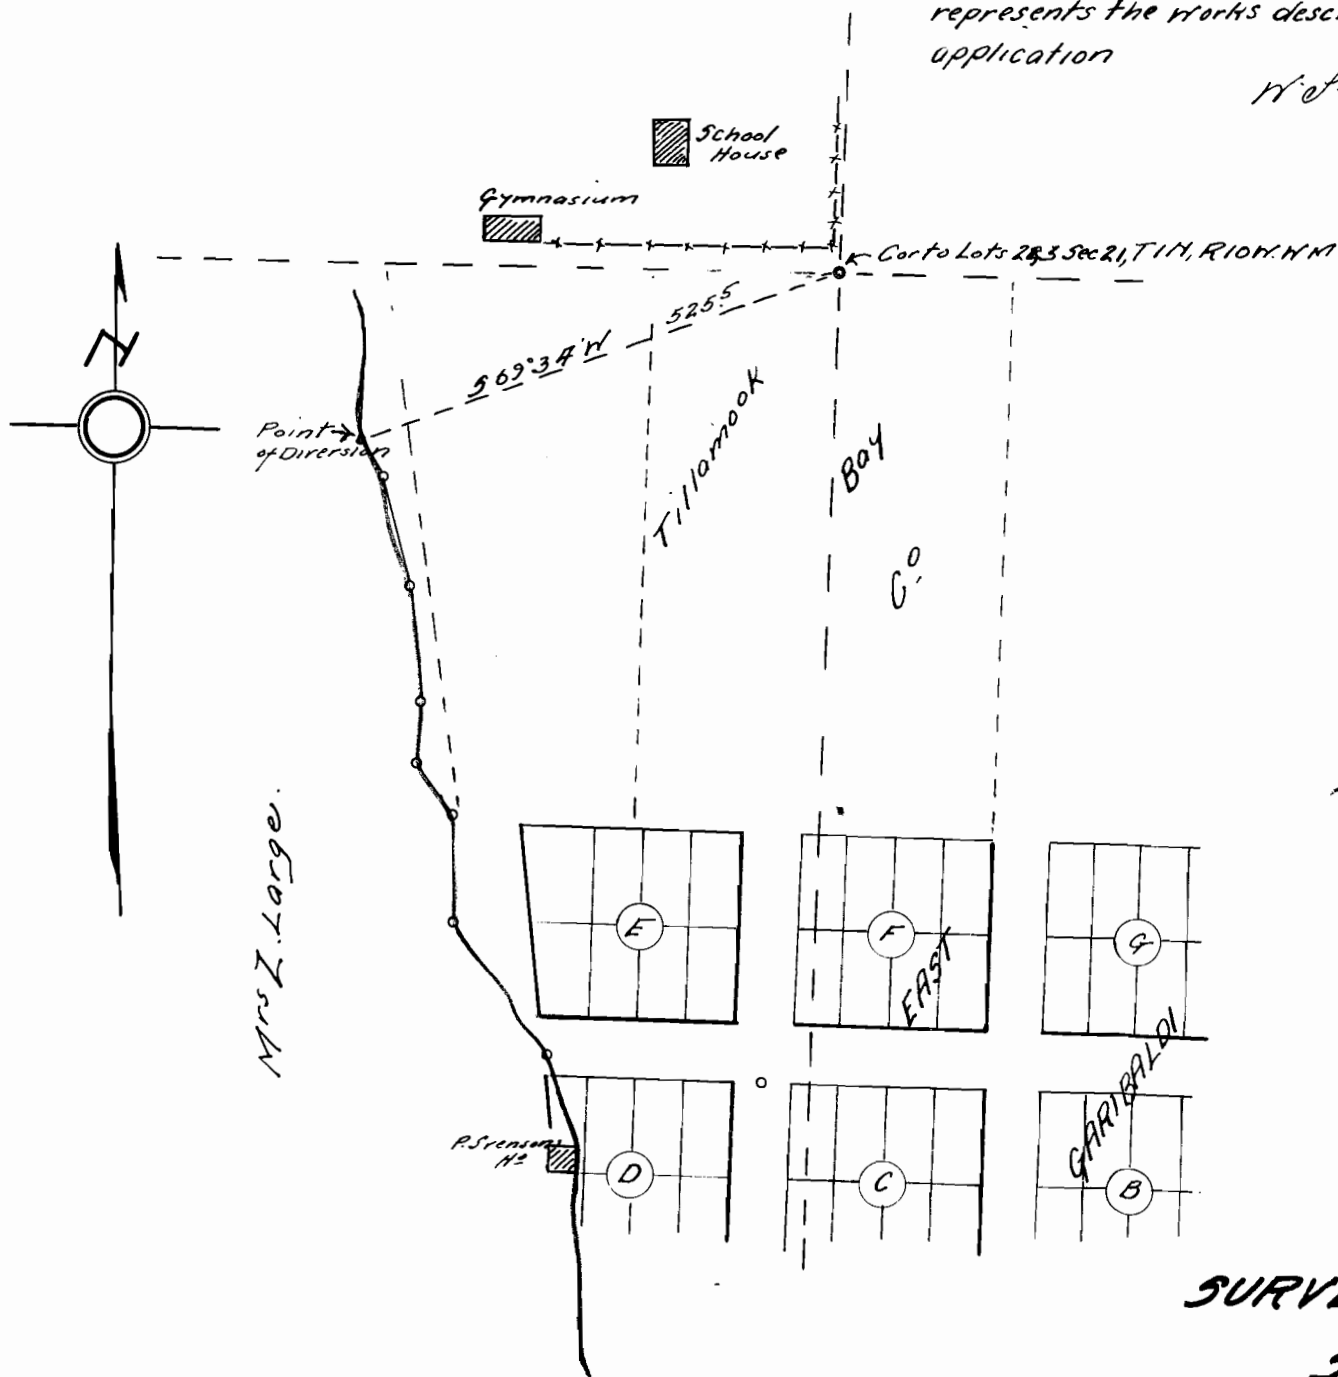 represents the works desc
application
School
House
Gymnasium
Cor to Lots 2&3 Sec 21, T1N, R10W. W M
525.5
S 69° 34' W
N
Point
of Diversion
Tillamook
Bay
Co.
Mrs Z. Large.
E
F
G
EAST
GARIBALDI
P. Svenson
Ho
D
C
B
SURV